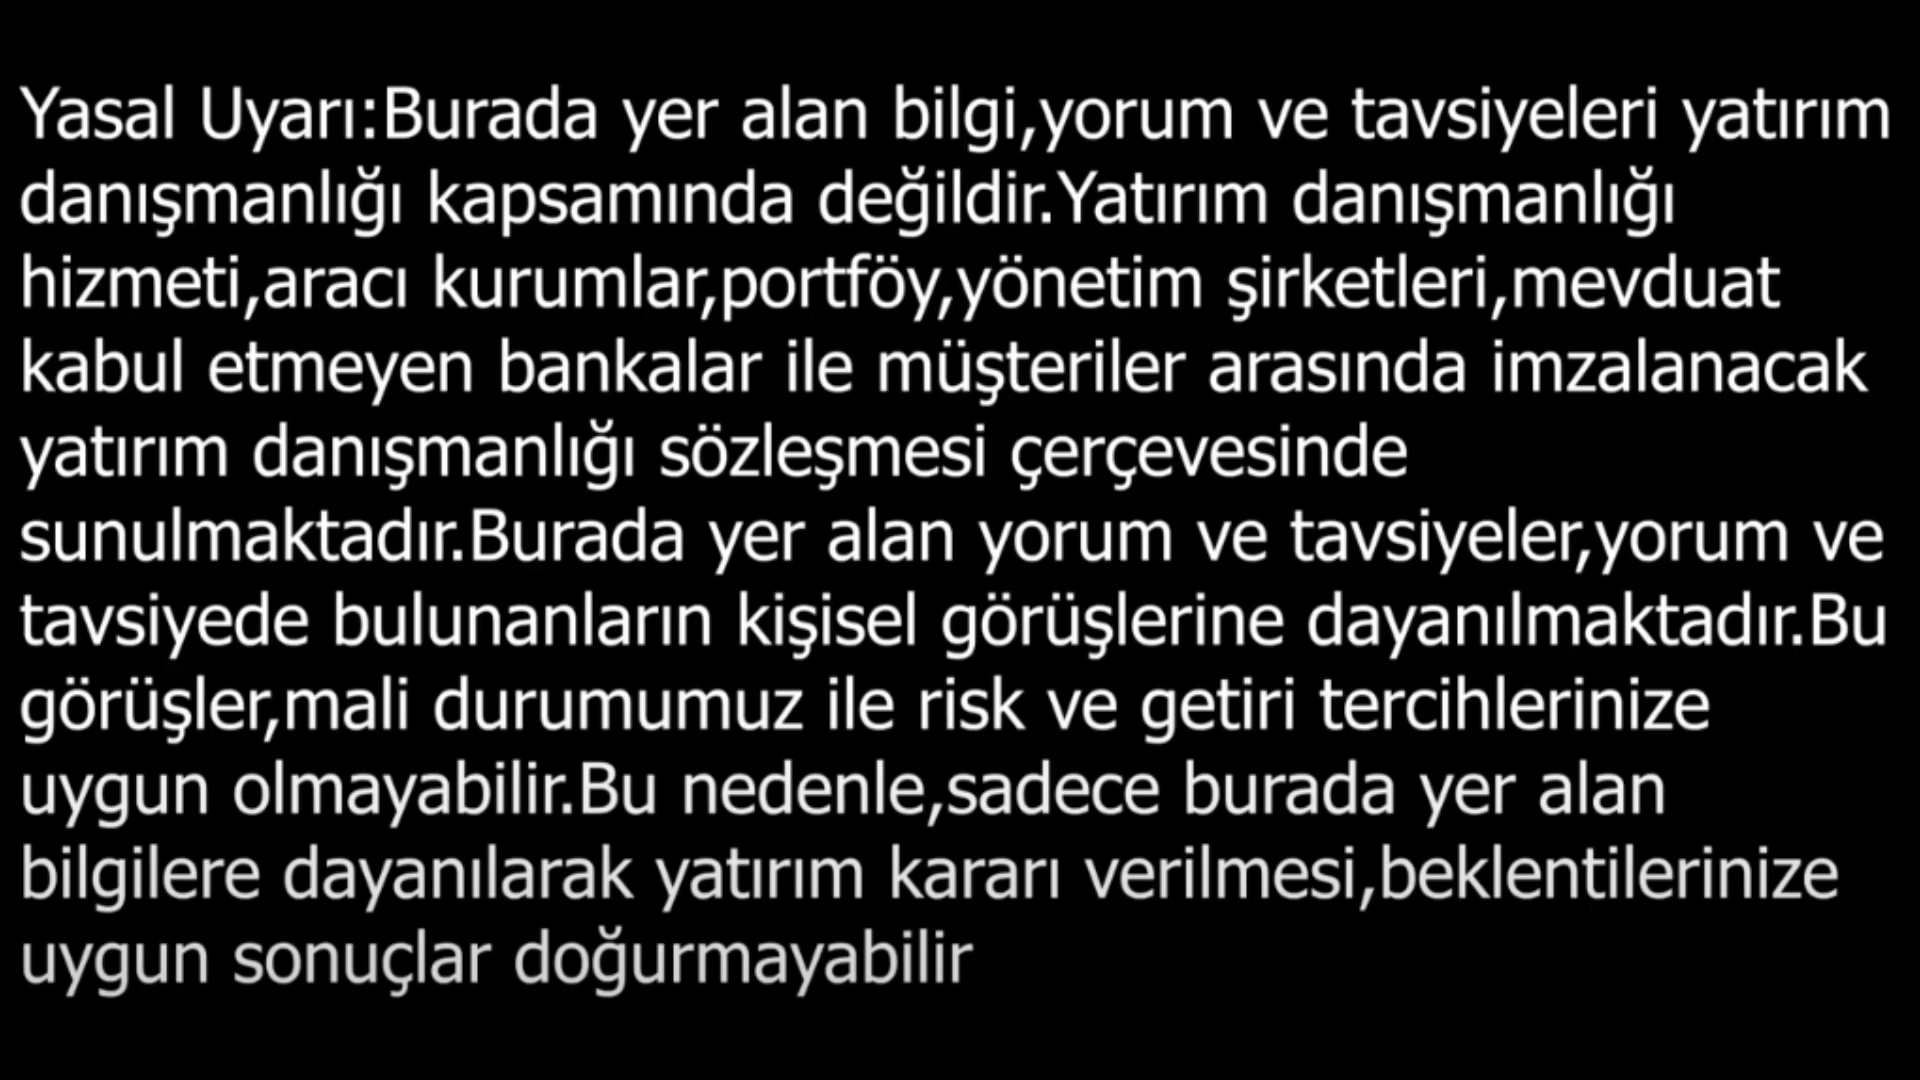 Yasal Uyarı:Burada yer alan bilgi,yorum ve tavsiyeleri yatırım
danışmanlığı kapsamında değildir.Yatırım danışmanlığı
hizmeti,aracı kurumlar,portföy,yönetim şirketleri,mevduat
kabul etmeyen bankalar ile müşteriler arasında imzalanacak
yatırım danışmanlığı sözleşmesi çerçevesinde
sunulmaktadır.Burada yer alan yorum ve tavsiyeler,yorum ve
tavsiyede bulunanların kişisel görüşlerine dayanılmaktadır.Bu
görüşler,mali durumumuz ile risk ve getiri tercihlerinize
uygun olmayabilir.Bu nedenle,sadece burada yer alan
bilgilere dayanılarak yatırım kararı verilmesi,beklentilerinize
uygun sonuçlar doğurmayabilir